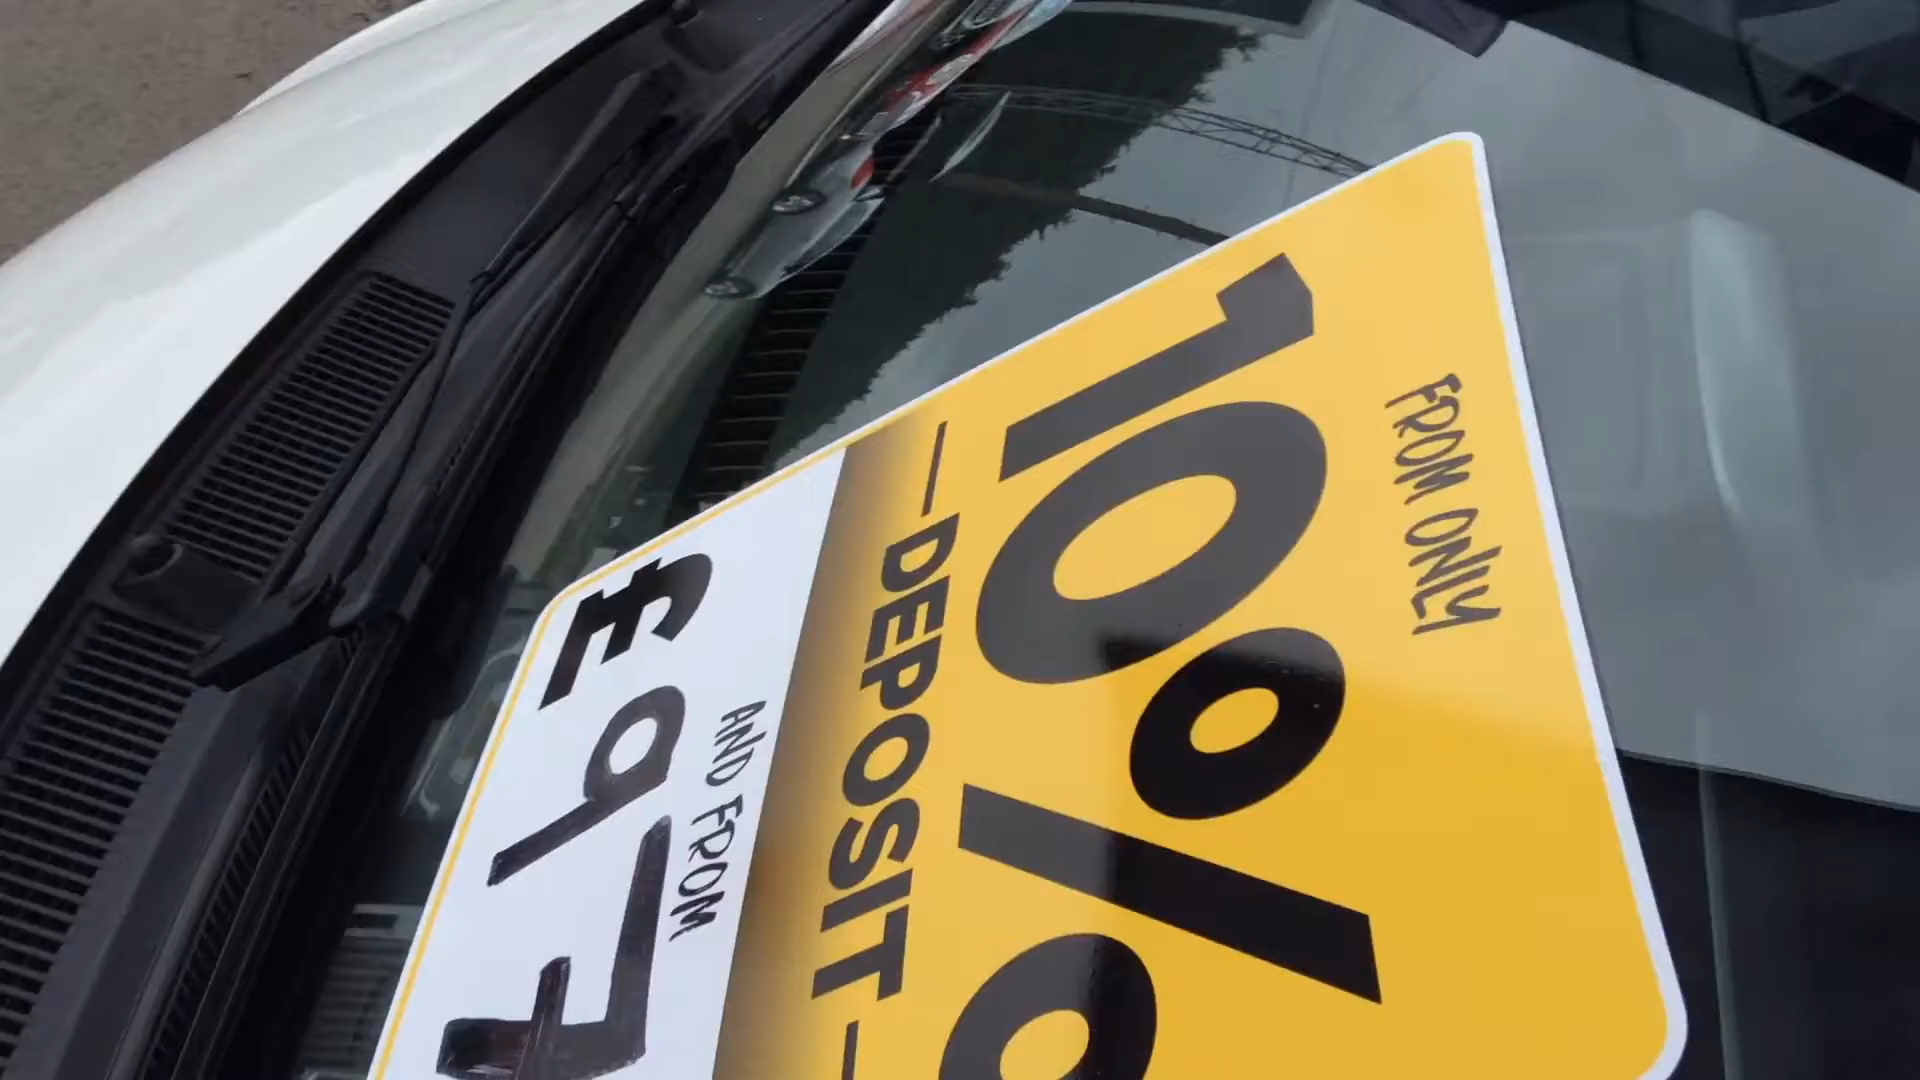 FROM ONLY
10%
DEPOSIT
AND FROM
£97